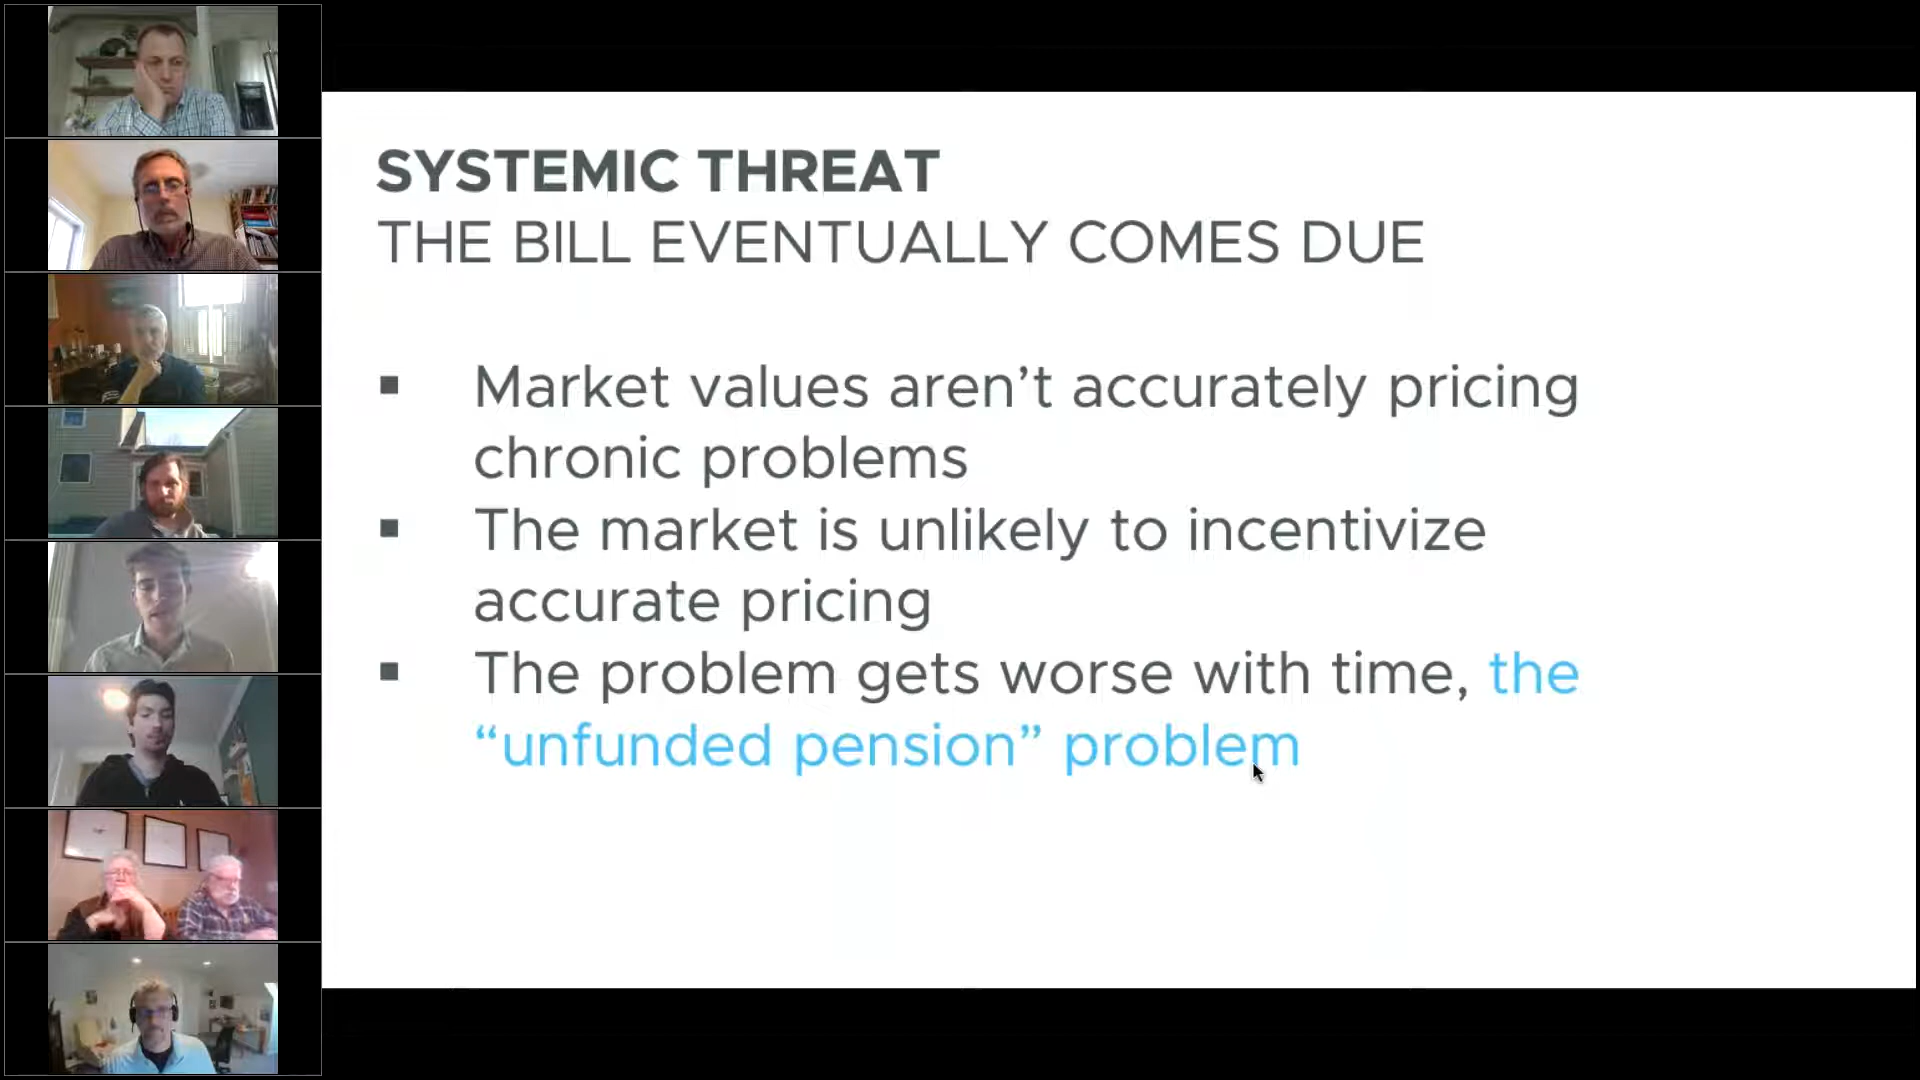 SYSTEMIC THREAT
THE BILL EVENTUALLY COMES DUE
▪ Market values aren’t accurately pricing
chronic problems
▪ The market is unlikely to incentivize
accurate pricing
▪ The problem gets worse with time, the
“unfunded pension” problem